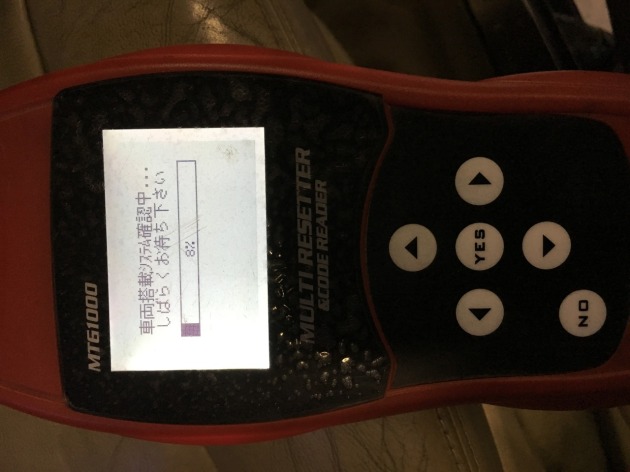 MTG1000
車両搭載システム確認中...
しばらくお待ち下さい
8%
MULTI RESETTER
&CODE READER
YES
NO